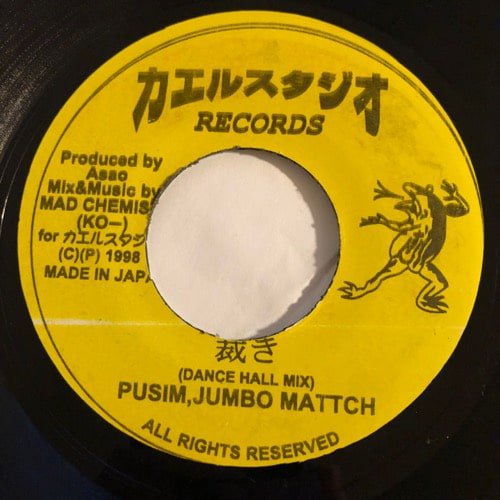 カエルスタジオ
RECORDS
Produced by
Asao
Mix&Music by
MAD CHEMIS
(KO—)
for カエルスタジ
(C)(P) 1998
MADE IN JAPA
裁き
(DANCE HALL MIX)
PUSIM,JUMBO MATTCH
ALL RIGHTS RESERVED